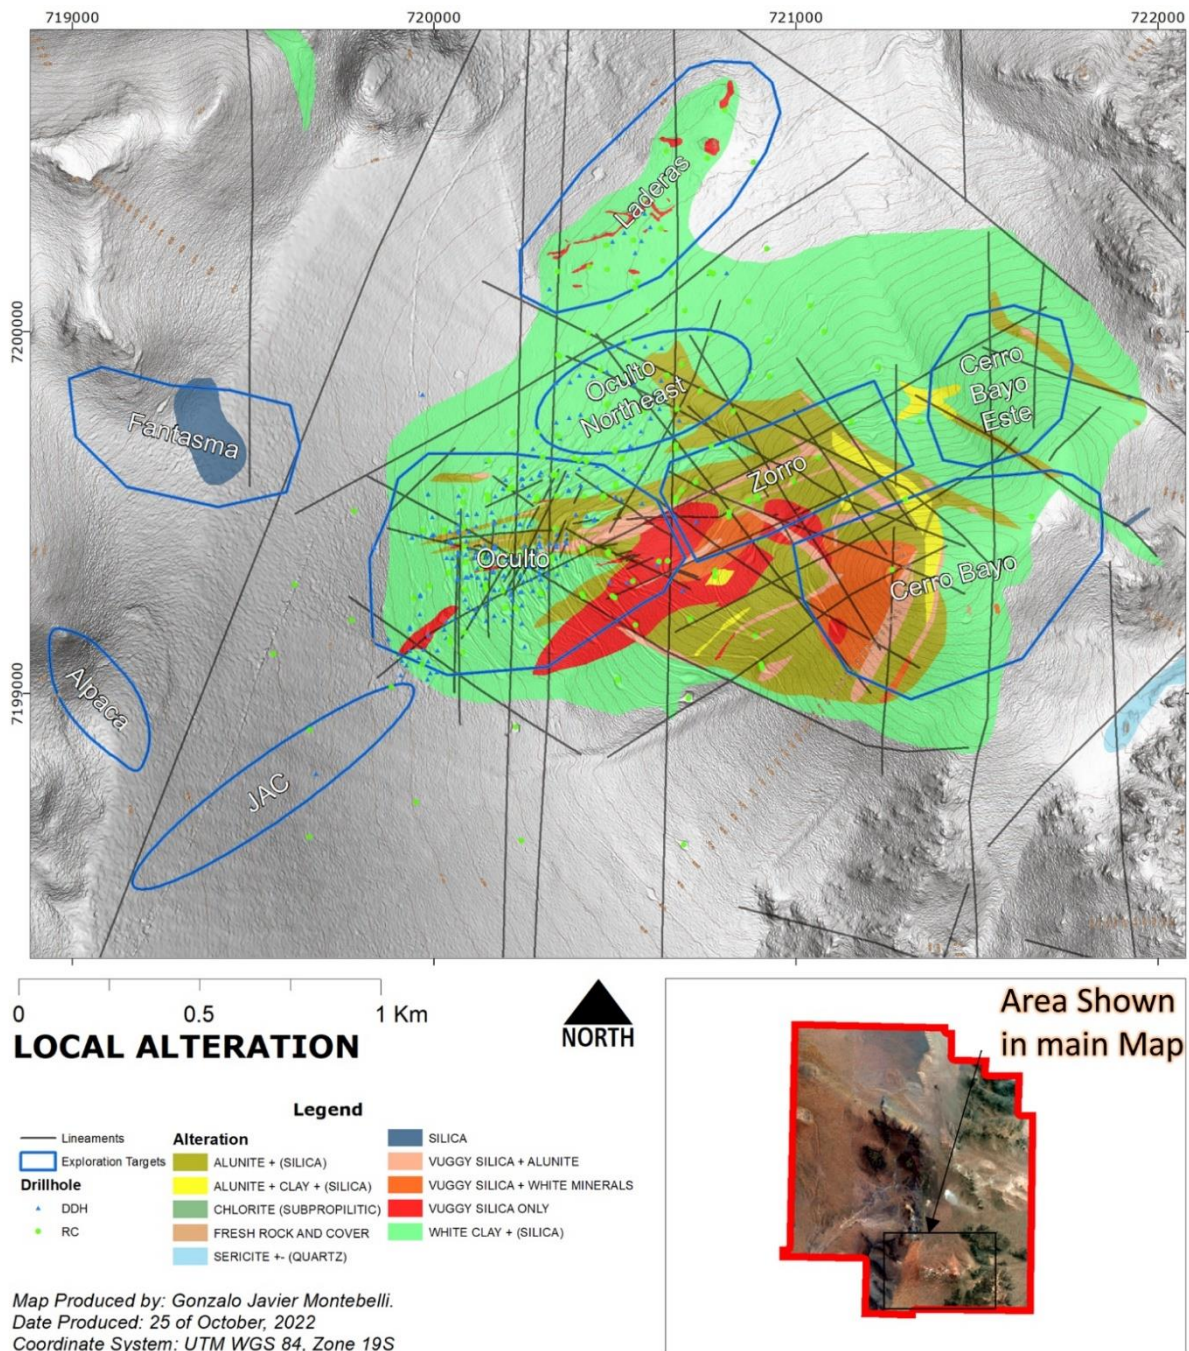 719000
720000
721000
722000
7200000
7199000
Laderas
Oculto
Northeast
Cerro
Bayo
Este
Fantasma
Zorro
Oculto
Cerro Bayo
Alpaca
JAC
0
0.5
1 Km
NORTH
LOCAL ALTERATION
Area Shown
in main Map
Legend
Lineaments
Exploration Targets
Drillhole
DDH
RC
Alteration
ALUNITE + (SILICA)
ALUNITE + CLAY + (SILICA)
CHLORITE (SUBPROPILITIC)
FRESH ROCK AND COVER
SERICITE +- (QUARTZ)
SILICA
VUGGY SILICA + ALUNITE
VUGGY SILICA + WHITE MINERALS
VUGGY SILICA ONLY
WHITE CLAY + (SILICA)
Map Produced by: Gonzalo Javier Montebelli.
Date Produced: 25 of October, 2022
Coordinate System: UTM WGS 84, Zone 19S